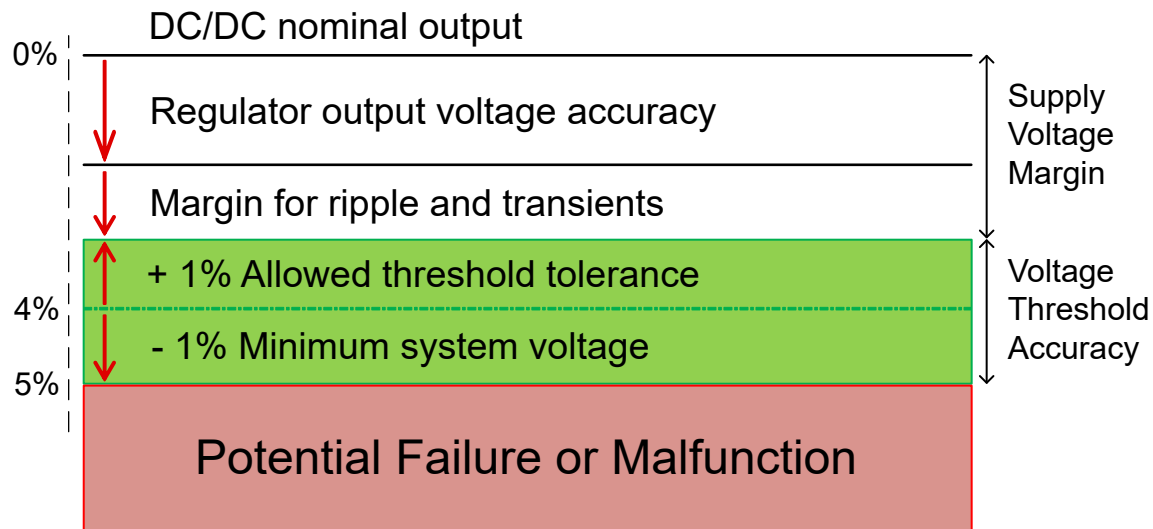 DC/DC nominal output
0%
Regulator output voltage accuracy
Supply
Voltage
Margin
Margin for ripple and transients
+ 1% Allowed threshold tolerance
4%
- 1% Minimum system voltage
Voltage
Threshold
Accuracy
5%
Potential Failure or Malfunction